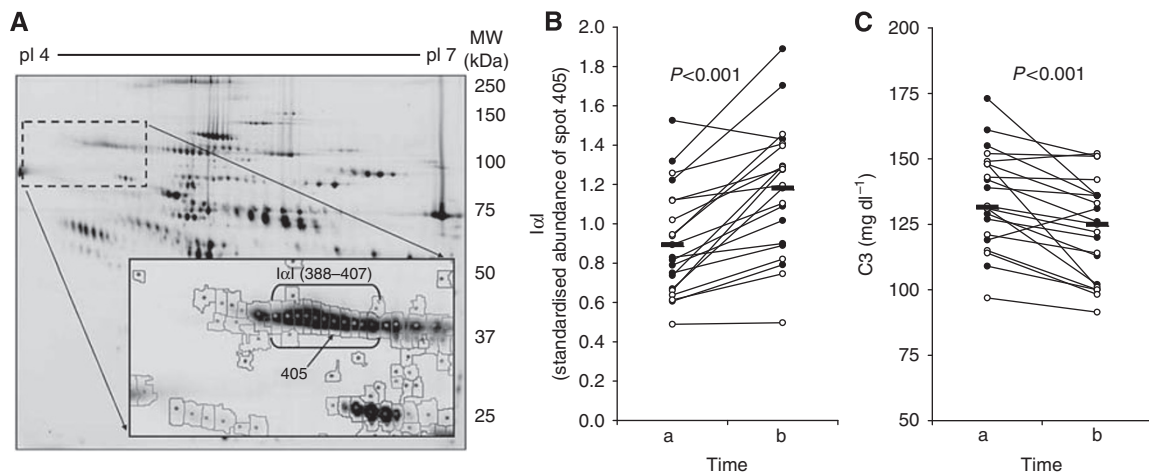 A
pI 4
pI 7
MW
(kDa)
250
150
100
75
50
37
25
IαI (388–407)
405
B
IαI
(standardised abundance of spot 405)
2.0
1.8
1.6
1.4
1.2
1.0
0.8
0.6
0.4
0.2
0.0
P<0.001
a
b
Time
C
C3 (mg dl⁻¹)
200
175
150
125
100
75
50
P<0.001
a
b
Time